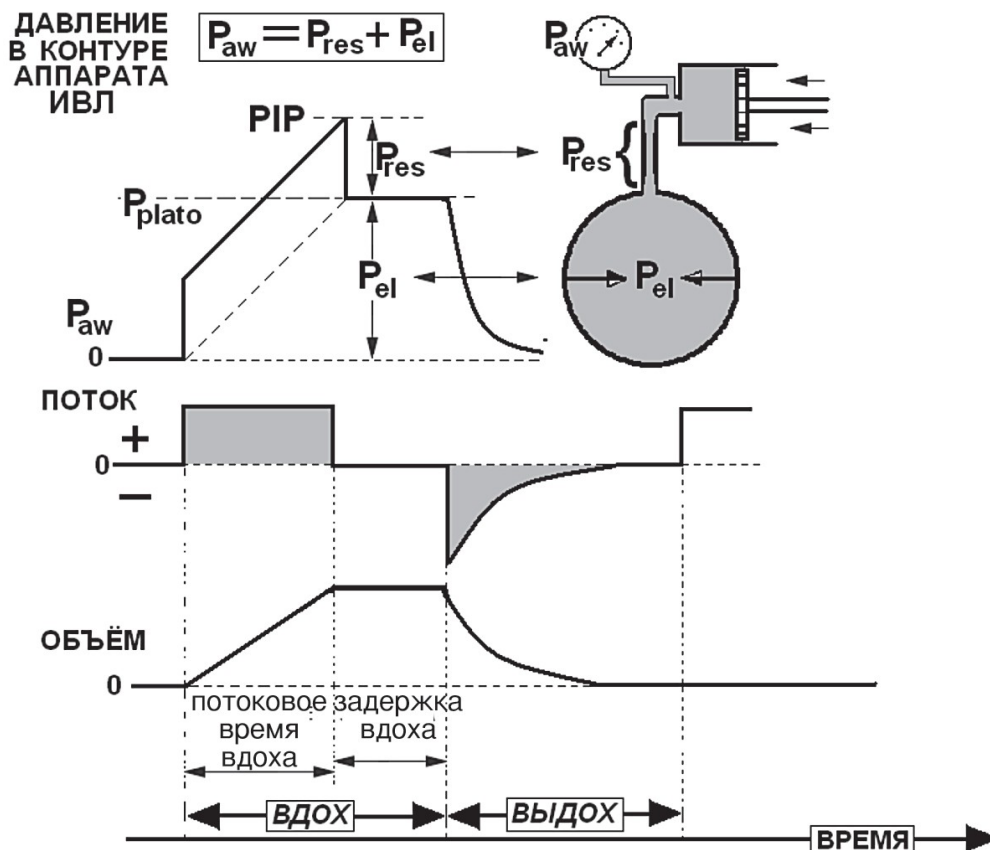 ДАВЛЕНИЕ
В КОНТУРЕ
АППАРАТА
ИВЛ
Paw = Pres + Pel
Paw
PIP
Pres
Pres
Pplato
Pel
Pel
Paw
0
ПОТОК
+
0
−
ОБЪЁМ
0
потоковое задержка
время вдоха
вдоха
ВДОХ
ВЫДОХ
ВРЕМЯ